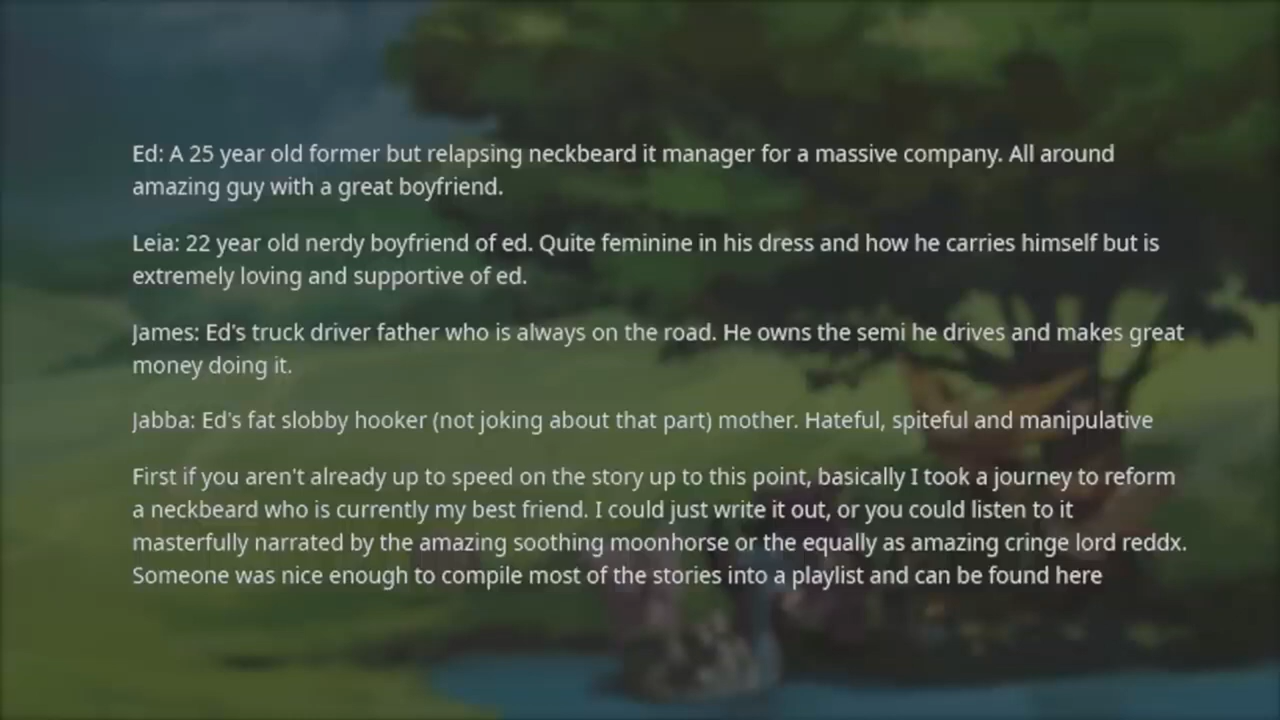 Ed: A 25 year old former but relapsing neckbeard it manager for a massive company. All around
amazing guy with a great boyfriend.
Leia: 22 year old nerdy boyfriend of ed. Quite feminine in his dress and how he carries himself but is
extremely loving and supportive of ed.
James: Ed's truck driver father who is always on the road. He owns the semi he drives and makes great
money doing it.
Jabba: Ed's fat slobby hooker (not joking about that part) mother. Hateful, spiteful and manipulative
First if you aren't already up to speed on the story up to this point, basically I took a journey to reform
a neckbeard who is currently my best friend. I could just write it out, or you could listen to it
masterfully narrated by the amazing soothing moonhorse or the equally as amazing cringe lord reddx.
Someone was nice enough to compile most of the stories into a playlist and can be found here